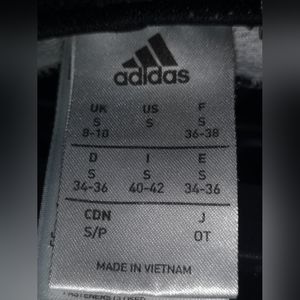 adidas
UK US F
S S S
8-10 36-38
D I E
S S S
34-36 40-42 34-36
CDN J
S/P OT
MADE IN VIETNAM